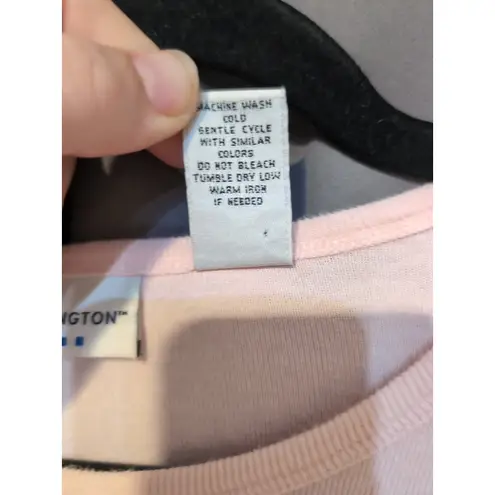 MACHINE WASH
COLD
GENTLE CYCLE
WITH SIMILAR
COLORS
DO NOT BLEACH
TUMBLE DRY LOW
WARM IRON
IF NEEDED
NGTON™